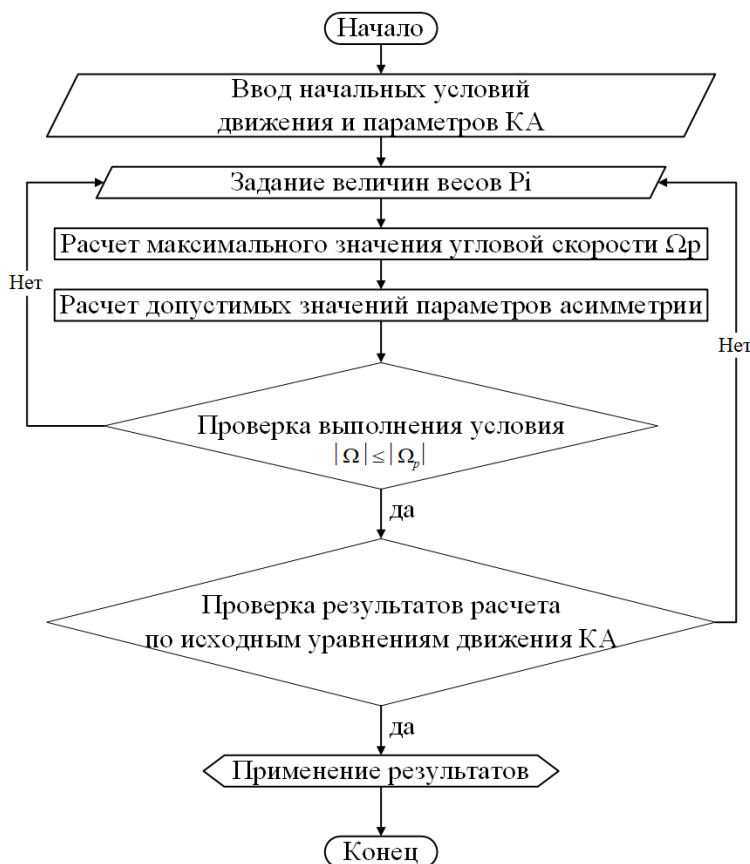 Начало
Ввод начальных условий
движения и параметров КА
Задание величин весов Pi
Расчет максимального значения угловой скорости Ωр
Нет
Расчет допустимых значений параметров асимметрии
Нет
Проверка выполнения условия
|Ω| ≤ |Ωp|
да
Проверка результатов расчета
по исходным уравнениям движения КА
да
Применение результатов
Конец